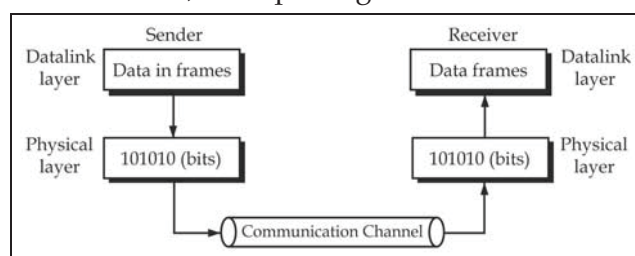 Sender Receiver
Datalink layer Data in frames Data frames Datalink layer
Physical layer 101010 (bits) 101010 (bits) Physical layer
Communication Channel